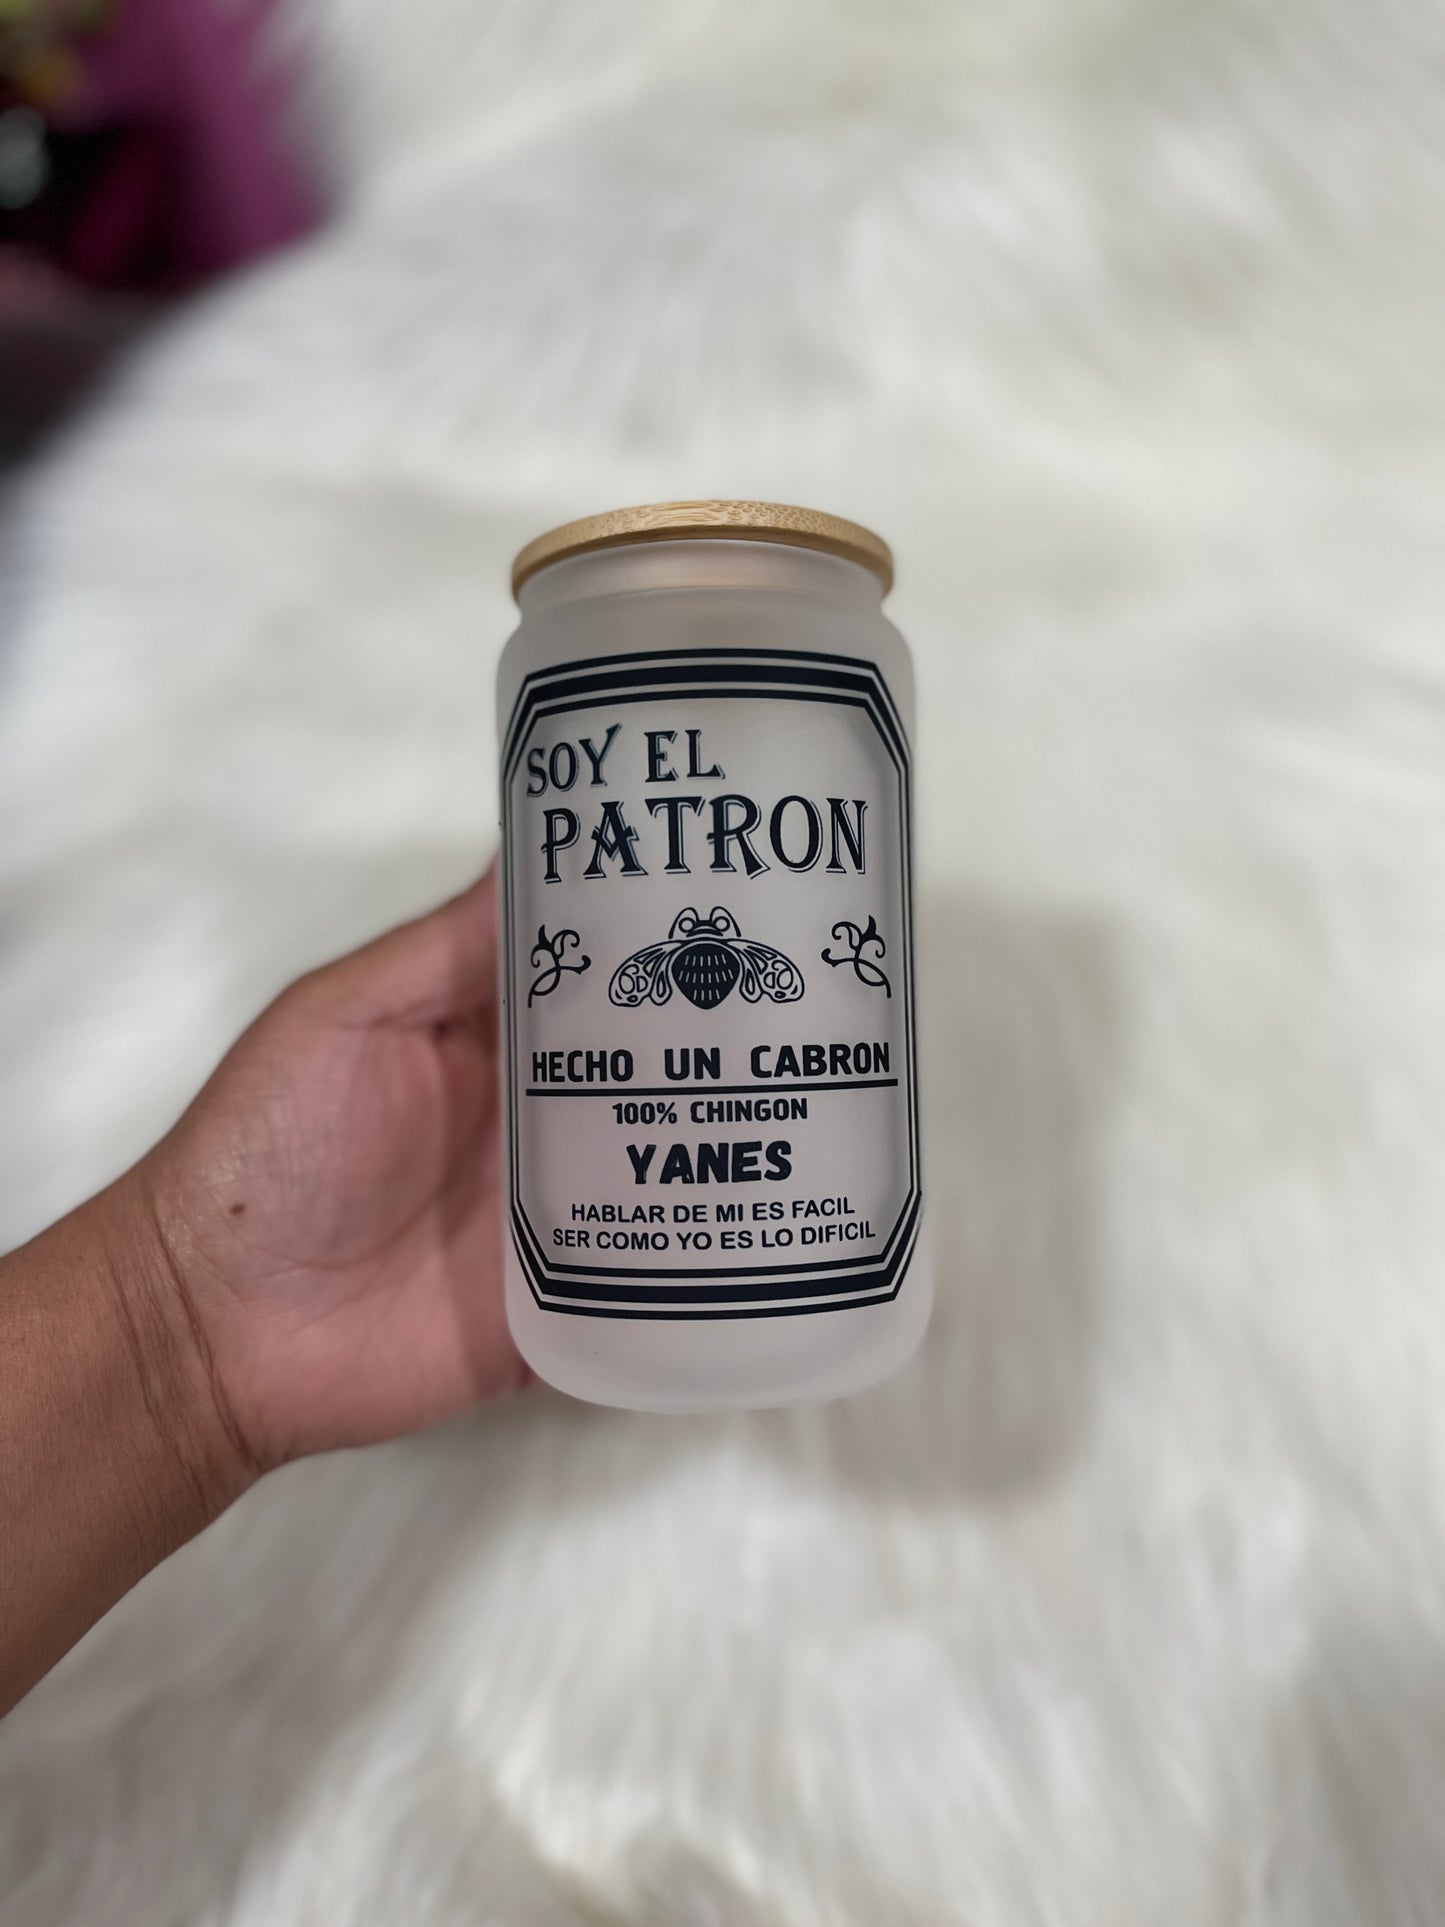 SOY EL
PATRON
HECHO UN CABRON
100% CHINGON
YANES
HABLAR DE MI ES FACIL
SER COMO YO ES LO DIFICIL